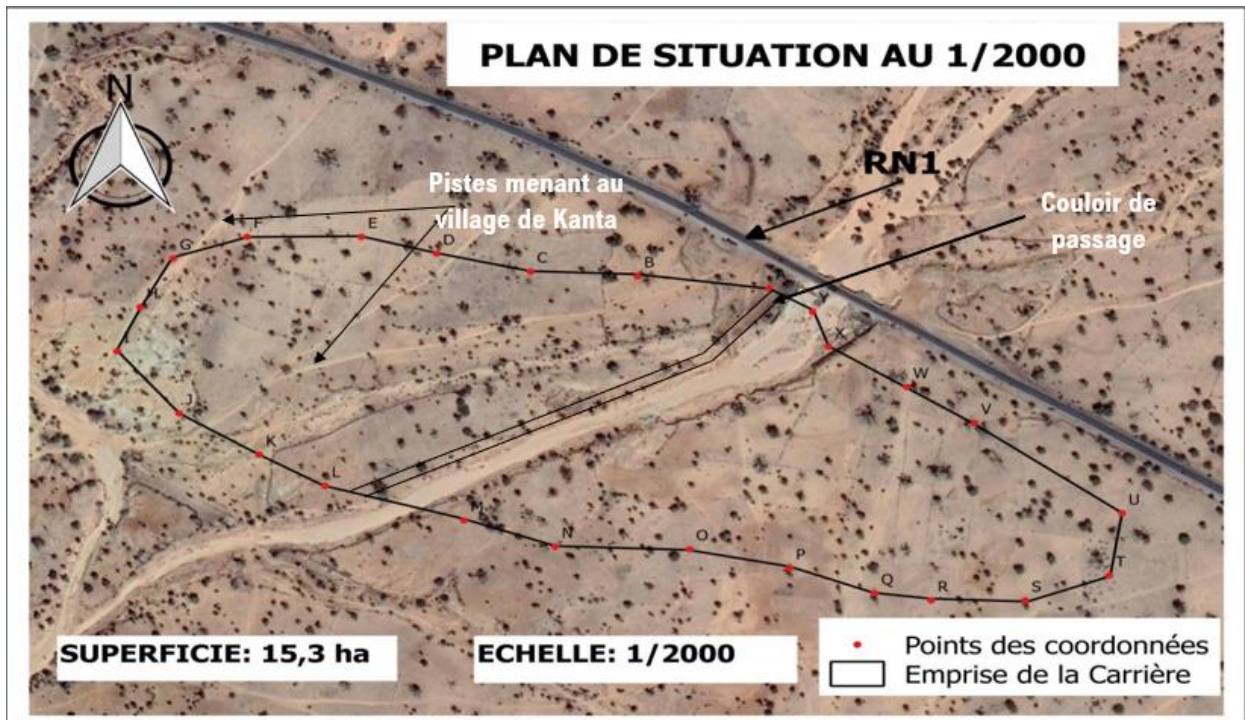 PLAN DE SITUATION AU 1/2000
N
RN1
Pistes menant au
village de Kanta
Couloir de
passage
F
E
D
G
C
B
X
W
J
V
K
L
U
N
O
P
T
Q
R
S
SUPERFICIE: 15,3 ha
ECHELLE: 1/2000
Points des coordonnées
Emprise de la Carrière